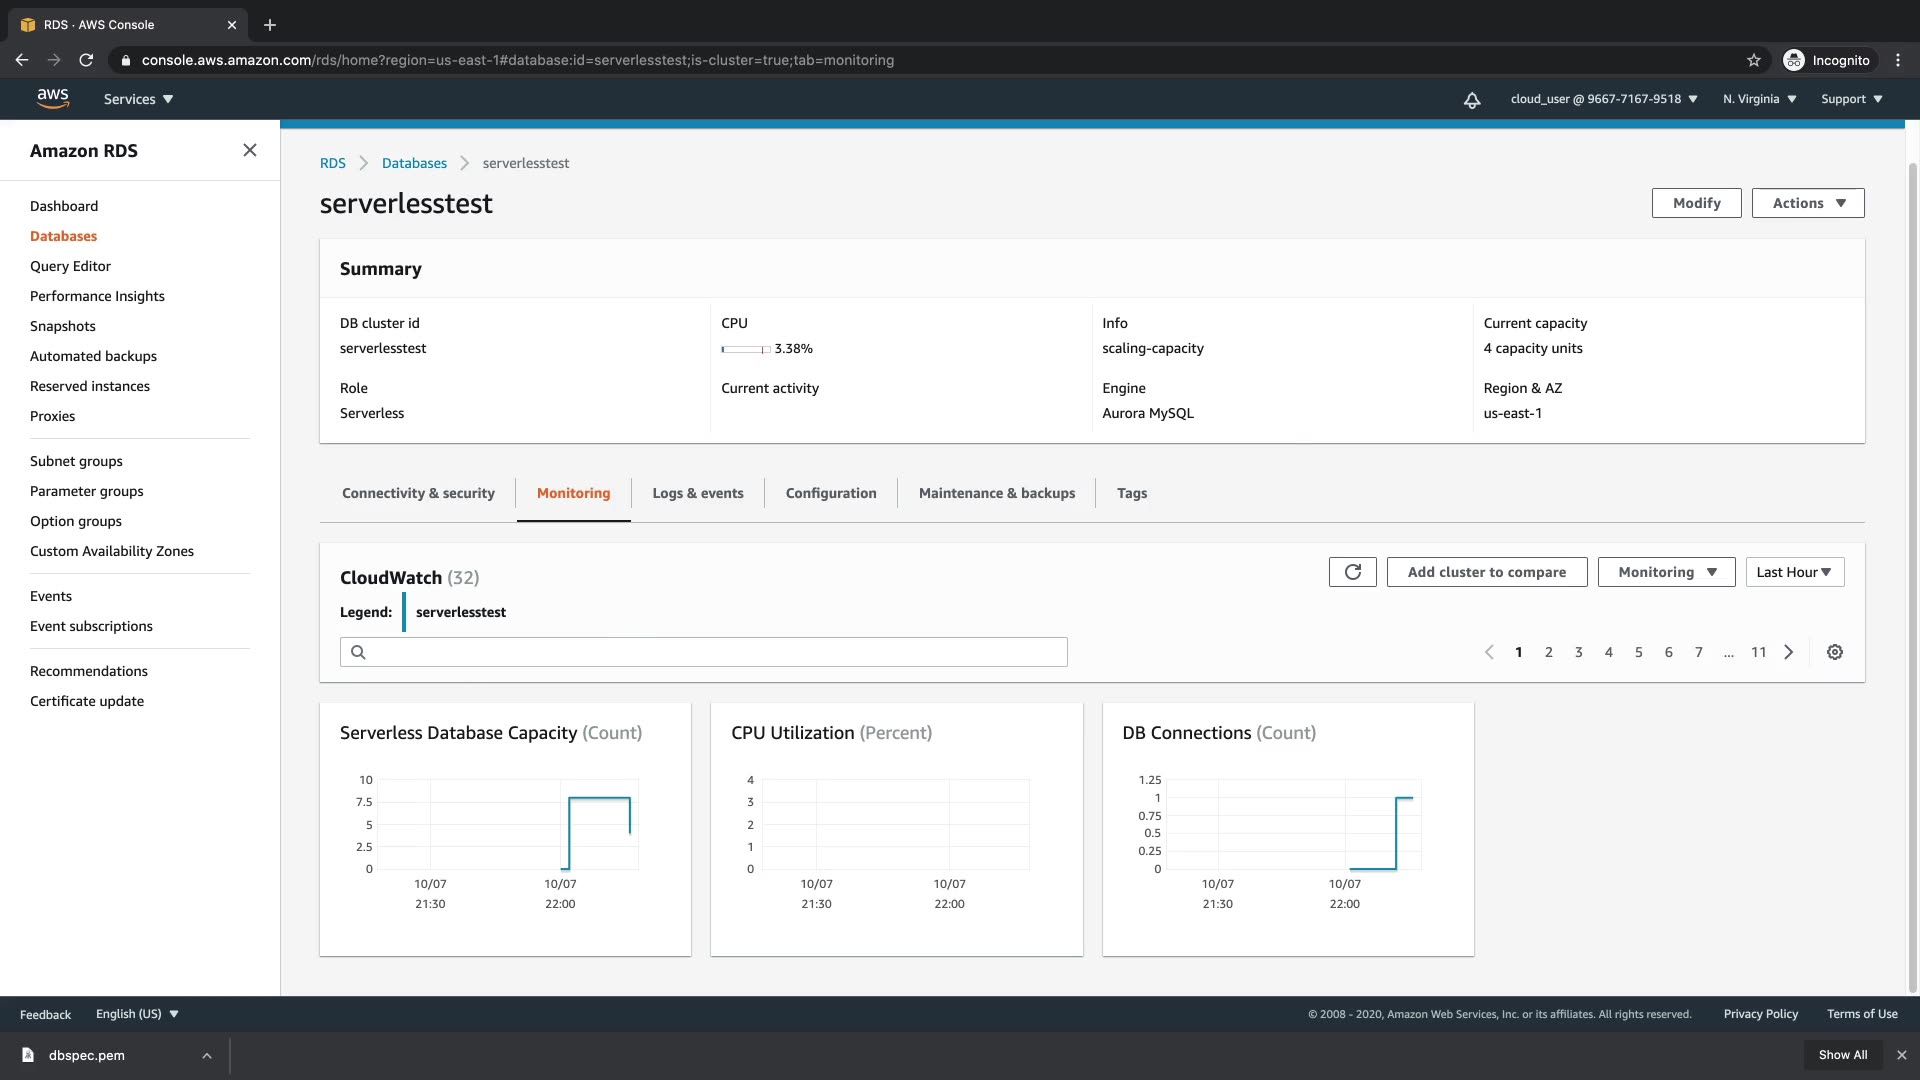 RDS · AWS Console
console.aws.amazon.com/rds/home?region=us-east-1#database:id=serverlesstest;is-cluster=true;tab=monitoring
Incognito
aws
Services
cloud_user @ 9667-7167-9518
N. Virginia
Support
Amazon RDS
Dashboard
Databases
Query Editor
Performance Insights
Snapshots
Automated backups
Reserved instances
Proxies
Subnet groups
Parameter groups
Option groups
Custom Availability Zones
Events
Event subscriptions
Recommendations
Certificate update
RDS Databases serverlesstest
serverlesstest
Modify
Actions
Summary
DB cluster id
serverlesstest
CPU
3.38%
Info
scaling-capacity
Current capacity
4 capacity units
Role
Serverless
Current activity
Engine
Aurora MySQL
Region & AZ
us-east-1
Connectivity & security
Monitoring
Logs & events
Configuration
Maintenance & backups
Tags
CloudWatch (32)
Add cluster to compare
Monitoring
Last Hour
Legend: serverlesstest
1 2 3 4 5 6 7 ... 11
Serverless Database Capacity (Count)
10
7.5
5
2.5
0
10/07 10/07
21:30 22:00
CPU Utilization (Percent)
4
3
2
1
0
10/07 10/07
21:30 22:00
DB Connections (Count)
1.25
1
0.75
0.5
0.25
0
10/07 10/07
21:30 22:00
Feedback
English (US)
© 2008 - 2020, Amazon Web Services, Inc. or its affiliates. All rights reserved.
Privacy Policy
Terms of Use
dbspec.pem
Show All